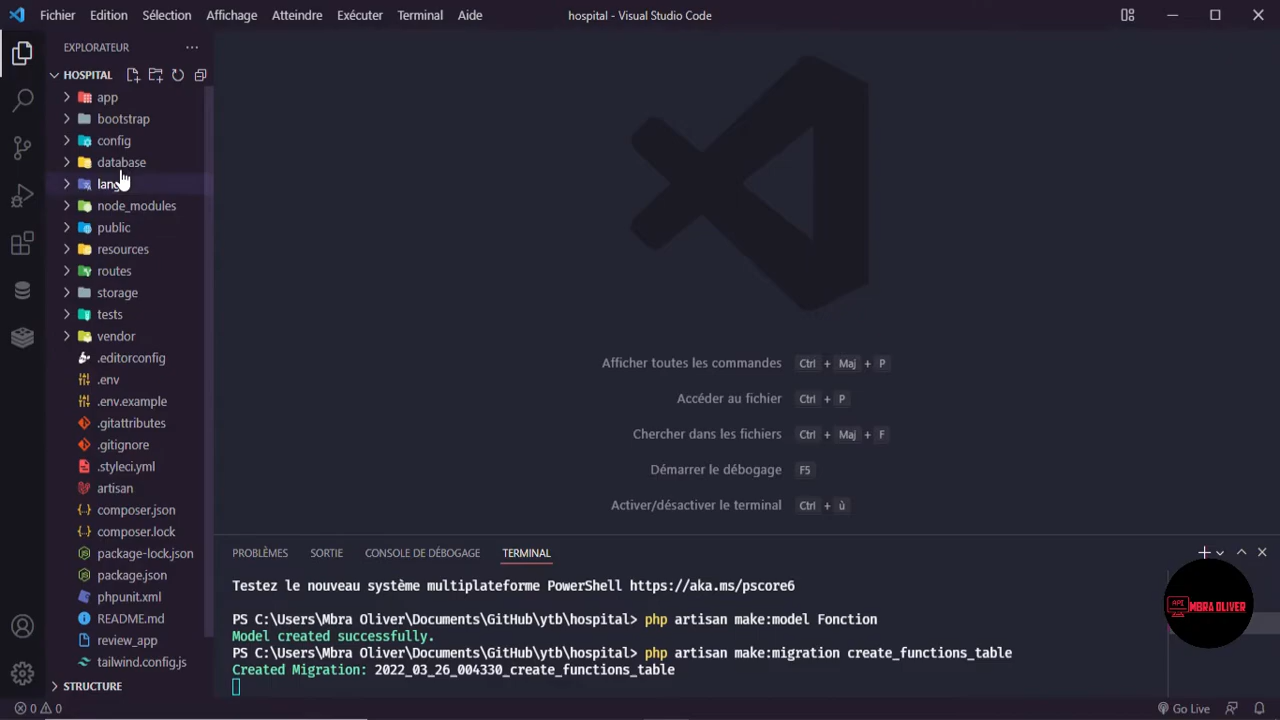 Fichier Edition Sélection Affichage Atteindre Exécuter Terminal Aide hospital - Visual Studio Code
EXPLORATEUR
HOSPITAL
app
bootstrap
config
database
lang
node_modules
public
resources
routes
storage
tests
vendor
.editorconfig
.env
.env.example
.gitattributes
.gitignore
.styleci.yml
artisan
composer.json
composer.lock
package-lock.json
package.json
phpunit.xml
README.md
review_app
tailwind.config.js
STRUCTURE
Afficher toutes les commandes Ctrl + Maj + P
Accéder au fichier Ctrl + P
Chercher dans les fichiers Ctrl + Maj + F
Démarrer le débogage F5
Activer/désactiver le terminal Ctrl + ù
PROBLÈMES SORTIE CONSOLE DE DÉBOGAGE TERMINAL
Testez le nouveau système multiplateforme PowerShell https://aka.ms/pscore6
PS C:\Users\Mbra Oliver\Documents\GitHub\ytb\hospital> php artisan make:model Fonction
Model created successfully.
PS C:\Users\Mbra Oliver\Documents\GitHub\ytb\hospital> php artisan make:migration create_functions_table
Created Migration: 2022_03_26_004330_create_functions_table
API MBRA OLIVER
0 0 Go Live